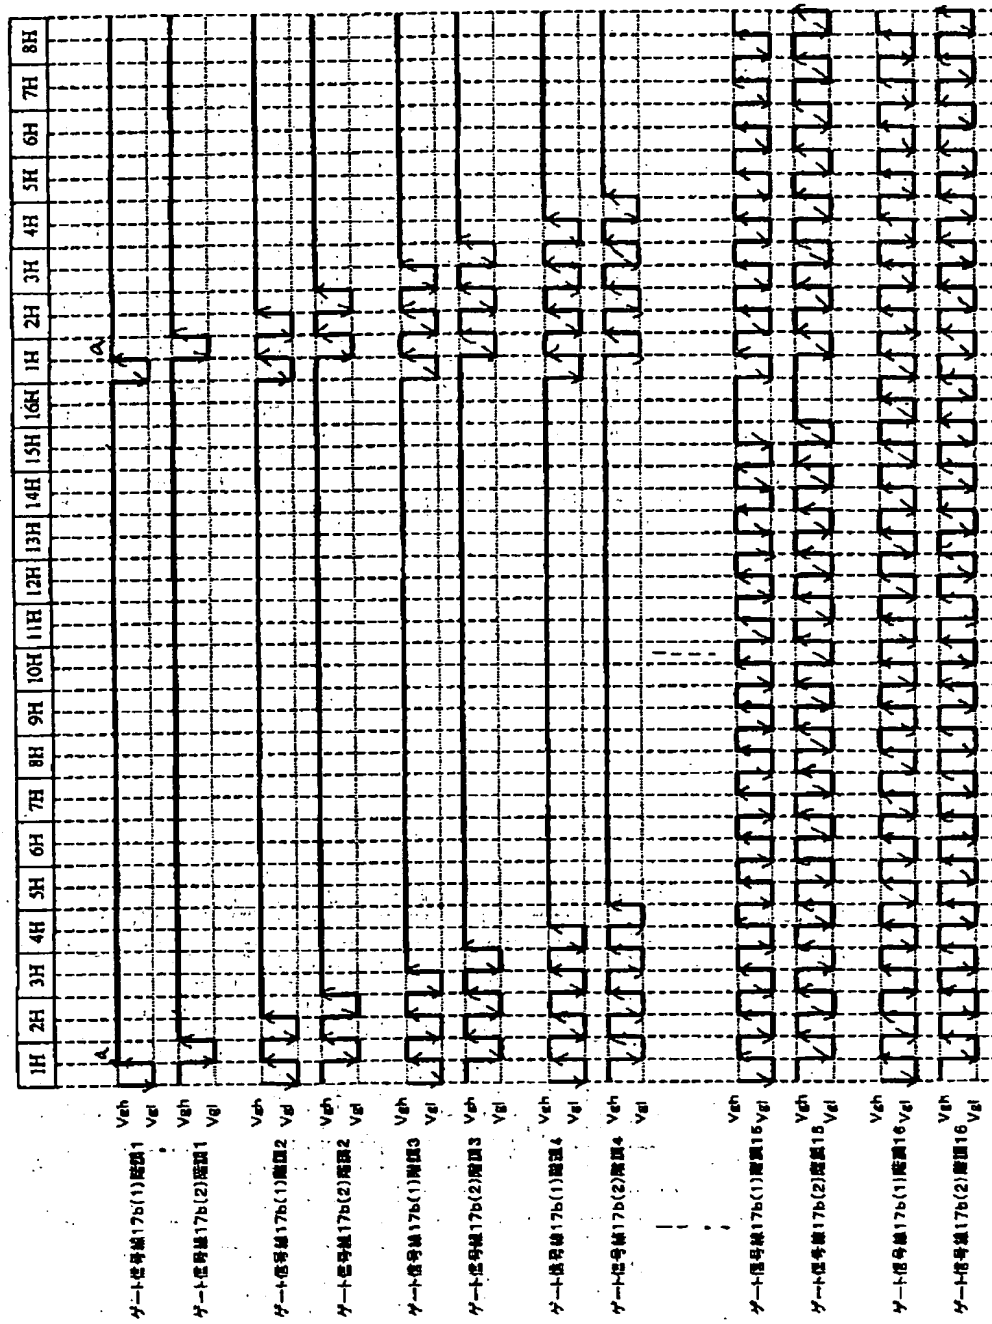 1H 2H 3H 4H 5H 6H 7H 8H 9H 10H 11H 12H 13H 14H 15H 16H 1H 2H 3H 4H 5H 6H 7H 8H
a
a
ゲート信号線17b(1)階調1 Vgh Vgl
ゲート信号線17b(2)階調1 Vgh Vgl
ゲート信号線17b(1)階調2 Vgh Vgl
ゲート信号線17b(2)階調2
ゲート信号線17b(1)階調3 Vgh Vgl
ゲート信号線17b(2)階調3
ゲート信号線17b(1)階調4 Vgh Vgl
ゲート信号線17b(2)階調4
ゲート信号線17b(1)階調15 Vgh Vgl
ゲート信号線17b(2)階調15
ゲート信号線17b(1)階調16 Vgh Vgl
ゲート信号線17b(2)階調16 Vgh Vgl